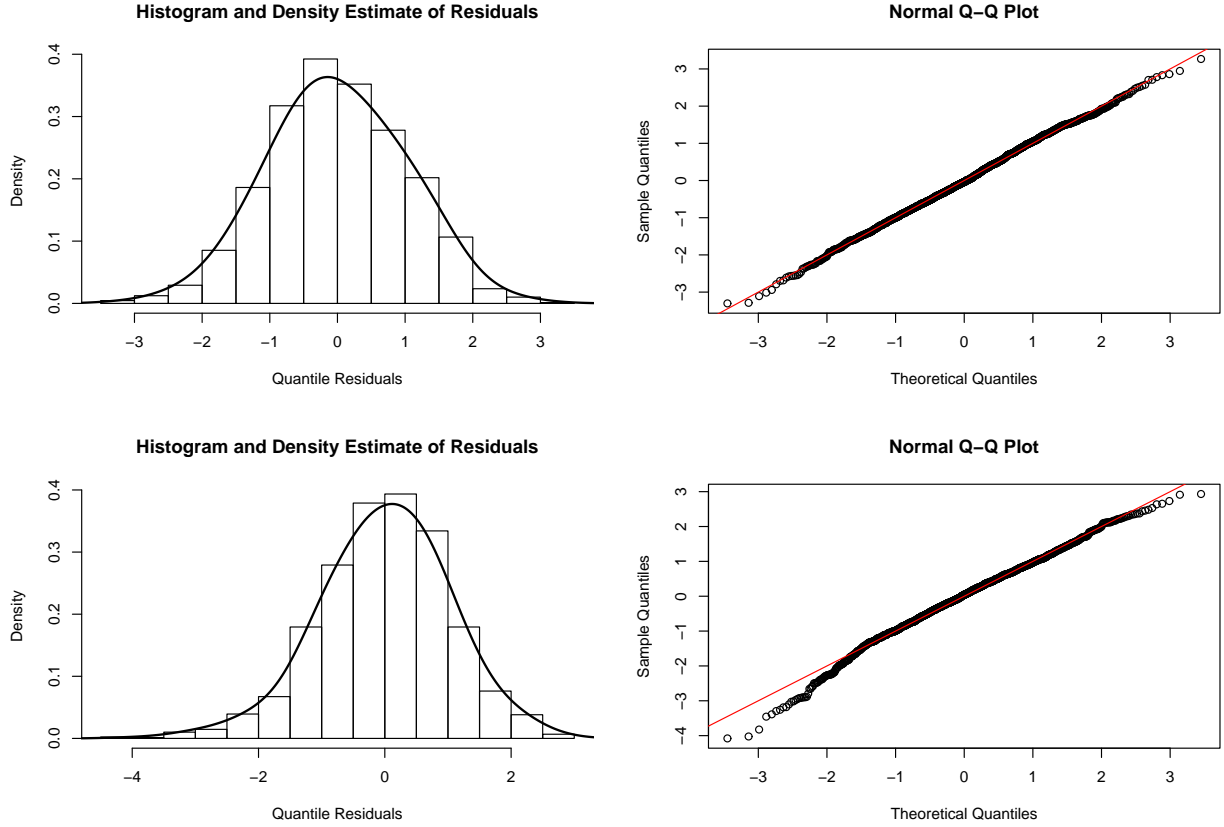 Histogram and Density Estimate of Residuals
Density
0.0 0.1 0.2 0.3 0.4
−3 −2 −1 0 1 2 3
Quantile Residuals
Normal Q−Q Plot
Sample Quantiles
−3 −2 −1 0 1 2 3
−3 −2 −1 0 1 2 3
Theoretical Quantiles
Histogram and Density Estimate of Residuals
Density
0.0 0.1 0.2 0.3 0.4
−4 −2 0 2
Quantile Residuals
Normal Q−Q Plot
Sample Quantiles
−4 −3 −2 −1 0 1 2 3
−3 −2 −1 0 1 2 3
Theoretical Quantiles